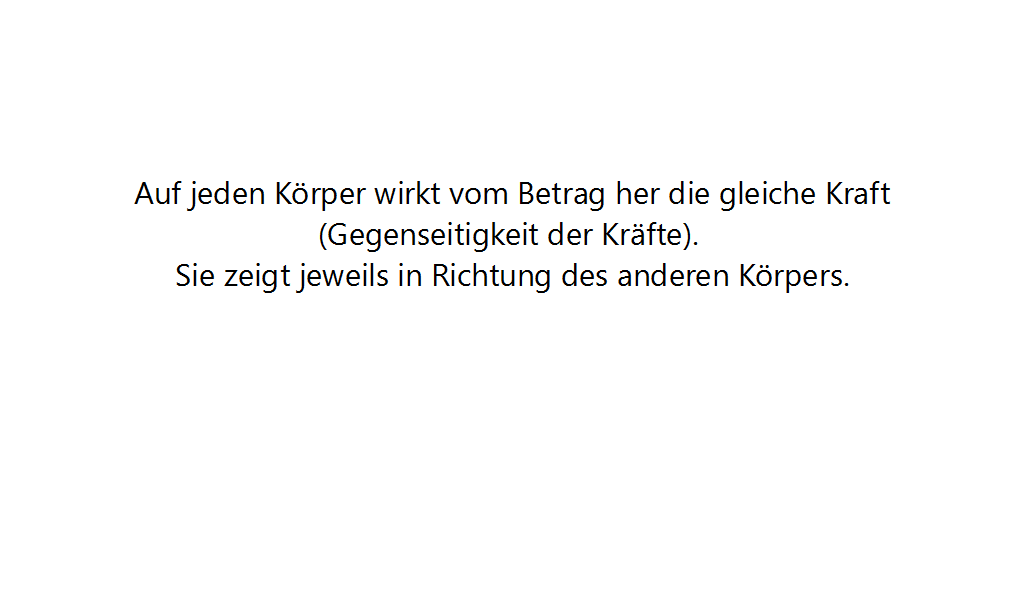 Auf jeden Körper wirkt vom Betrag her die gleiche Kraft
(Gegenseitigkeit der Kräfte).
Sie zeigt jeweils in Richtung des anderen Körpers.